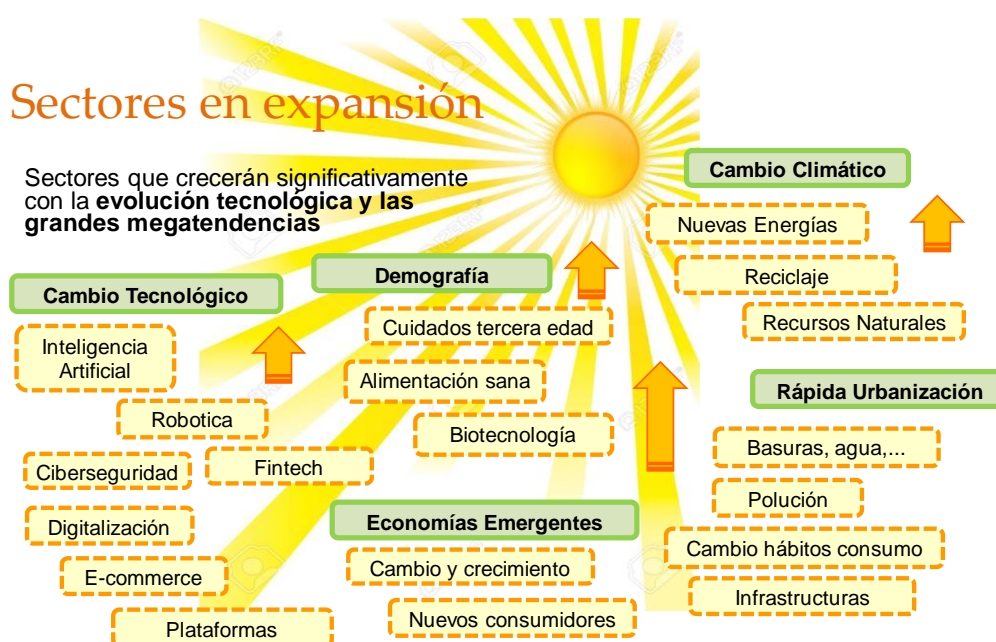 Sectores en expansión
Sectores que crecerán significativamente
con la evolución tecnológica y las
grandes megatendencias
Cambio Tecnológico
Inteligencia
Artificial
Robotica
Ciberseguridad
Fintech
Digitalización
E-commerce
Plataformas
Demografía
Cuidados tercera edad
Alimentación sana
Biotecnología
Economías Emergentes
Cambio y crecimiento
Nuevos consumidores
Cambio Climático
Nuevas Energías
Reciclaje
Recursos Naturales
Rápida Urbanización
Basuras, agua,...
Polución
Cambio hábitos consumo
Infrastructuras